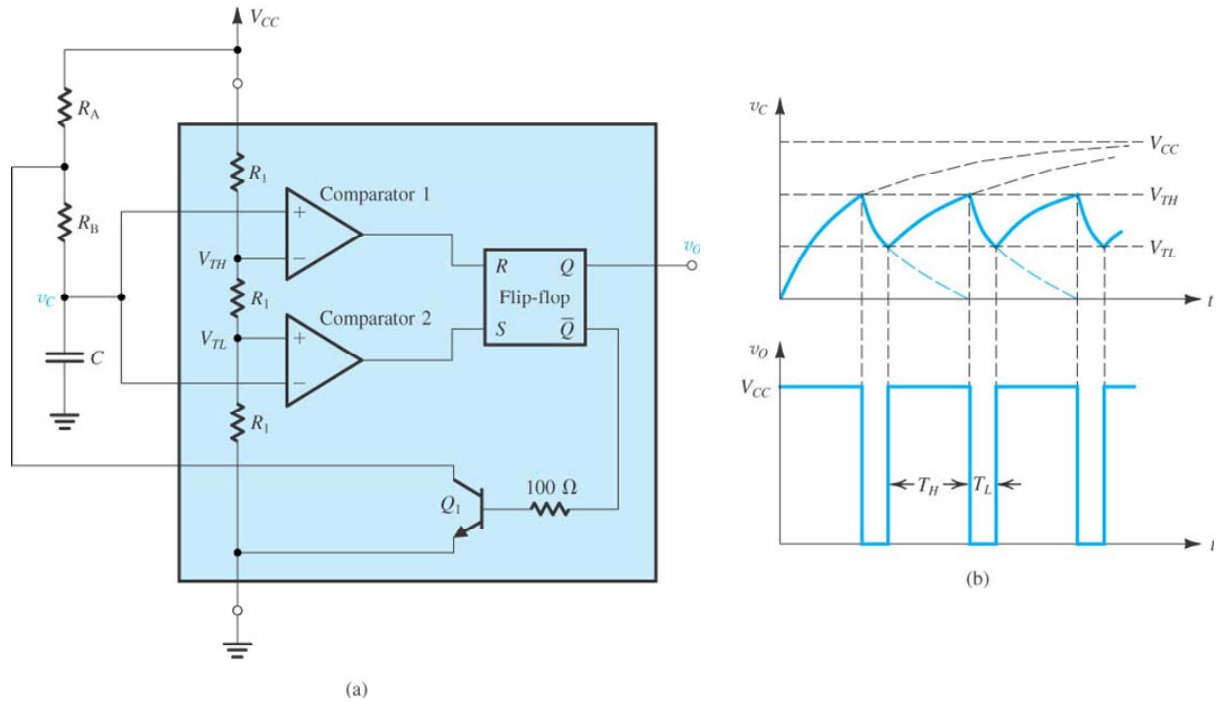 V_CC
R_A
R_1
Comparator 1
R_B
V_TH
v_C
R_1
R Q
Flip-flop
S Q̅
v_O
Comparator 2
V_TL
C
R_1
100 Ω
Q_1
(a)
v_C
V_CC
V_TH
V_TL
t
v_O
V_CC
T_H T_L
t
(b)
+
−
+
−